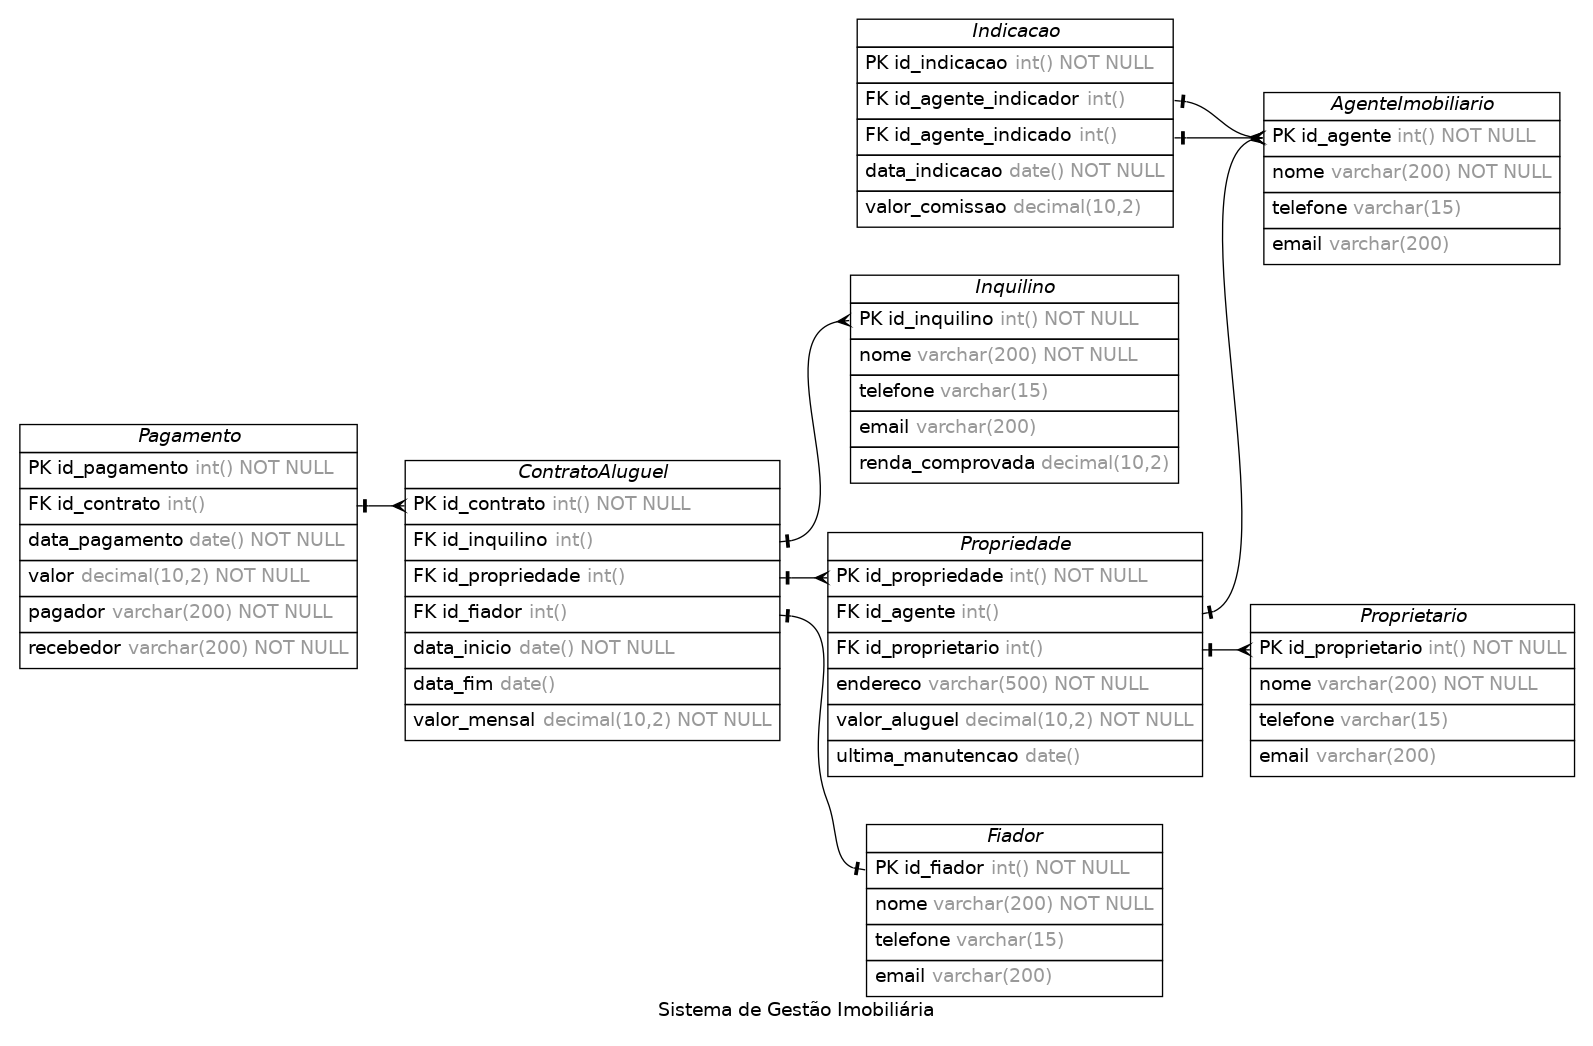 Indicacao
PK id_indicacao int() NOT NULL
FK id_agente_indicador int()
FK id_agente_indicado int()
data_indicacao date() NOT NULL
valor_comissao decimal(10,2)
AgenteImobiliario
PK id_agente int() NOT NULL
nome varchar(200) NOT NULL
telefone varchar(15)
email varchar(200)
Inquilino
PK id_inquilino int() NOT NULL
nome varchar(200) NOT NULL
telefone varchar(15)
email varchar(200)
renda_comprovada decimal(10,2)
Pagamento
PK id_pagamento int() NOT NULL
FK id_contrato int()
data_pagamento date() NOT NULL
valor decimal(10,2) NOT NULL
pagador varchar(200) NOT NULL
recebedor varchar(200) NOT NULL
ContratoAluguel
PK id_contrato int() NOT NULL
FK id_inquilino int()
FK id_propriedade int()
FK id_fiador int()
data_inicio date() NOT NULL
data_fim date()
valor_mensal decimal(10,2) NOT NULL
Propriedade
PK id_propriedade int() NOT NULL
FK id_agente int()
FK id_proprietario int()
endereco varchar(500) NOT NULL
valor_aluguel decimal(10,2) NOT NULL
ultima_manutencao date()
Proprietario
PK id_proprietario int() NOT NULL
nome varchar(200) NOT NULL
telefone varchar(15)
email varchar(200)
Fiador
PK id_fiador int() NOT NULL
nome varchar(200) NOT NULL
telefone varchar(15)
email varchar(200)
Sistema de Gestão Imobiliária